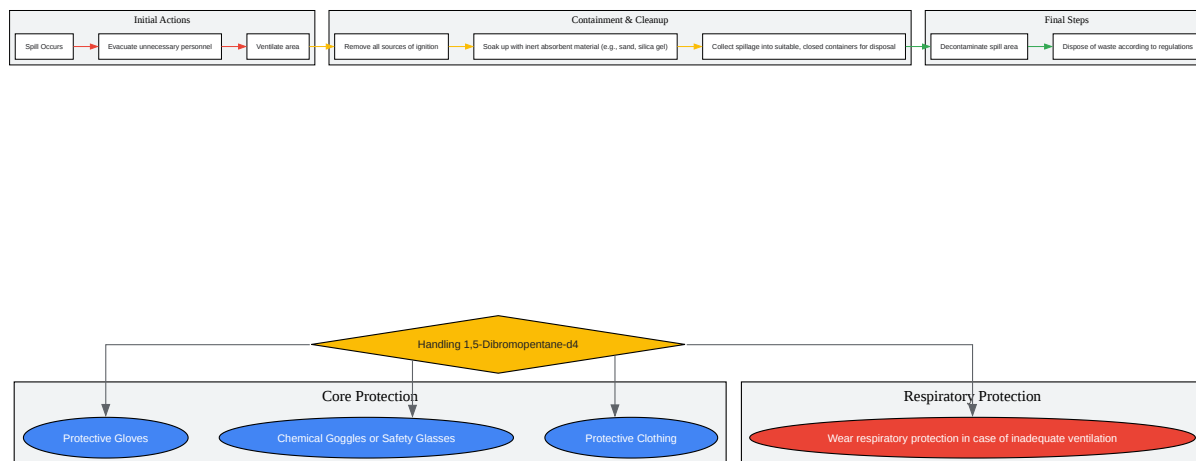 Initial Actions
Containment & Cleanup
Final Steps
Spill Occurs
Evacuate unnecessary personnel
Ventilate area
Remove all sources of ignition
Soak up with inert absorbent material (e.g., sand, silica gel)
Collect spillage into suitable, closed containers for disposal
Decontaminate spill area
Dispose of waste according to regulations
Handling 1,5-Dibromopentane-d4
Core Protection
Respiratory Protection
Protective Gloves
Chemical Goggles or Safety Glasses
Protective Clothing
Wear respiratory protection in case of inadequate ventilation